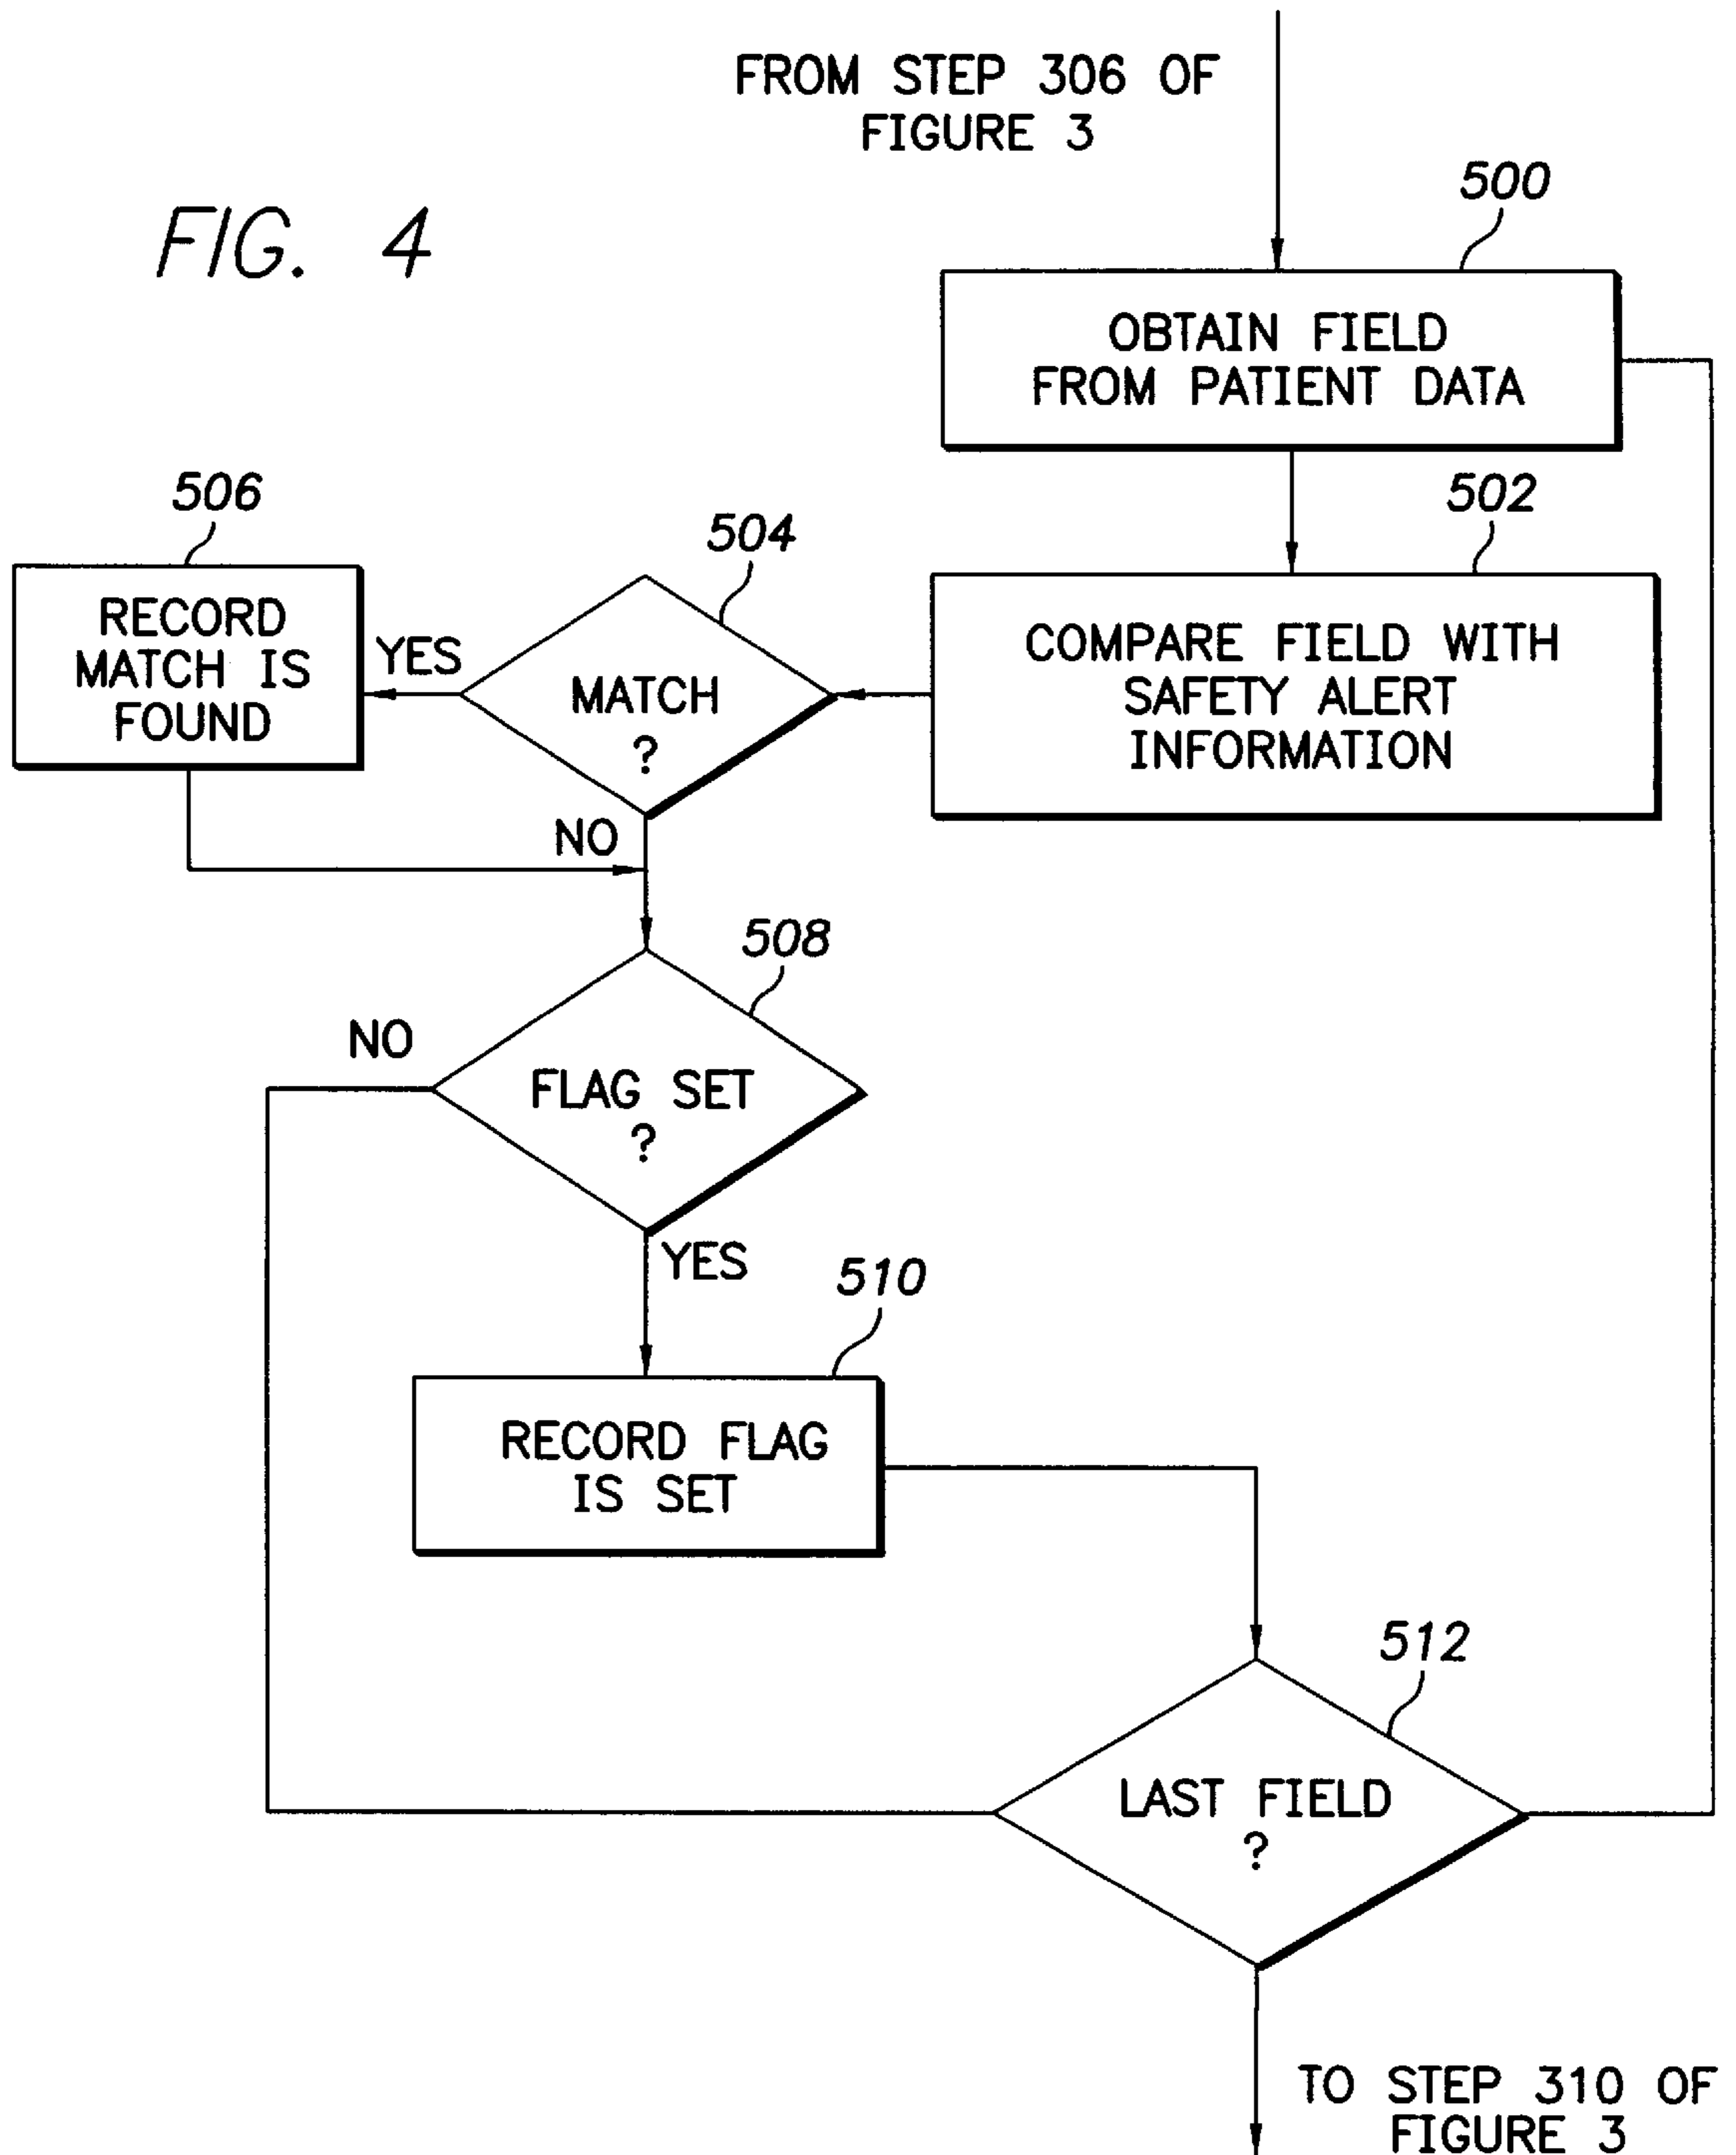 FROM STEP 306 OF
FIGURE 3
FIG. 4
500
OBTAIN FIELD
FROM PATIENT DATA
502
COMPARE FIELD WITH
SAFETY ALERT
INFORMATION
504
MATCH
?
YES
506
RECORD
MATCH IS
FOUND
NO
508
FLAG SET
?
NO
YES
510
RECORD FLAG
IS SET
512
LAST FIELD
?
TO STEP 310 OF
FIGURE 3